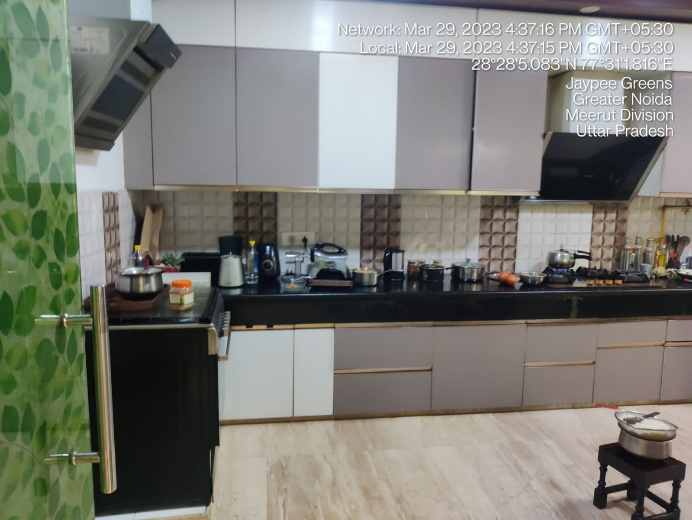 Network: Mar 29, 2023 4:37:16 PM GMT+05:30
Local: Mar 29, 2023 4:37:15 PM GMT+05:30
28°28'5.083"N 77°31'1.816"E
Jaypee Greens
Greater Noida
Meerut Division
Uttar Pradesh